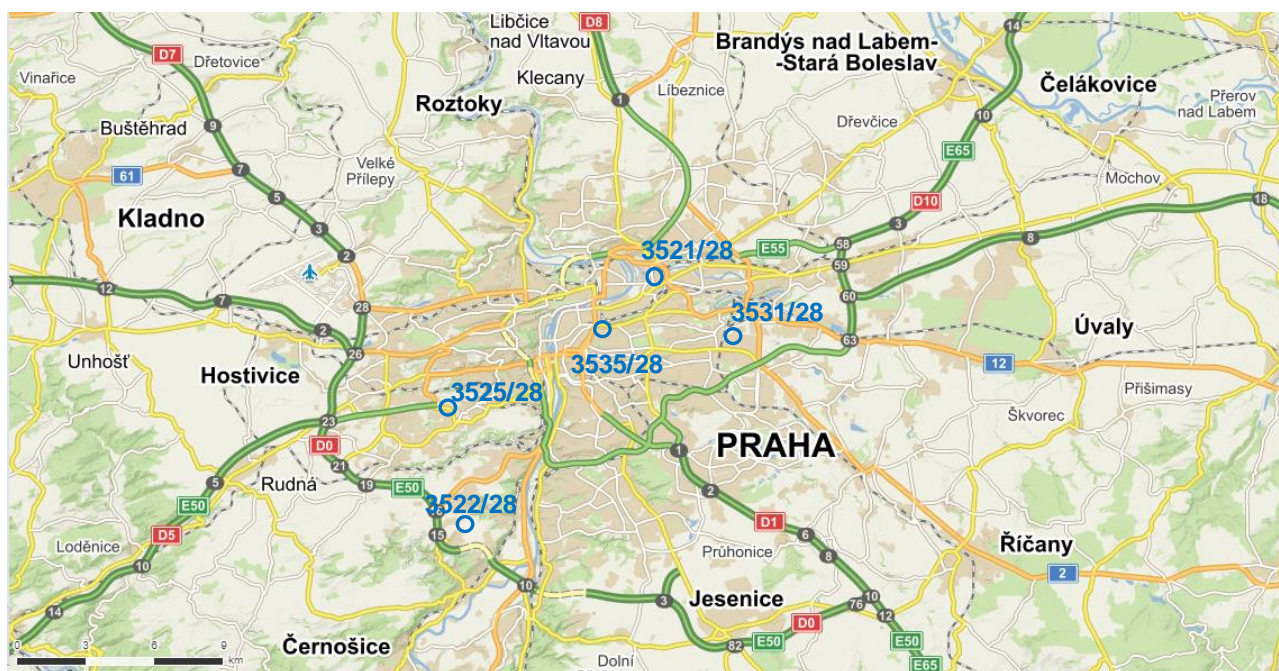 Libčice
nad Vltavou
D8
14
Brandýs nad Labem-
-Stará Boleslav
D7
Dřetovice
Vinařice
Klecany
Čelákovice
Přerov
nad Labem
Roztoky
1
Líbeznice
10
Buštěhrad
9
Dřevčice
E65
61
7
Velké
Přílepy
Mochov
5
D10
18
Kladno
3
3
2
3521/28
E55
58
8
59
12
7
28
60
3531/28
2
26
63
Úvaly
Unhošť
Hostivice
3535/28
12
3525/28
Přišimasy
23
Škvorec
D0
PRAHA
1
21
5
Rudná
19
E50
2
E50
3522/28
D1
15
6
D5
Loděnice
Průhonice
8
Říčany
10
2
10
3
Jesenice
10
76
12
14
D0
Černošice
82
E50
E50
0
3
6
9
km
Dolní
E65